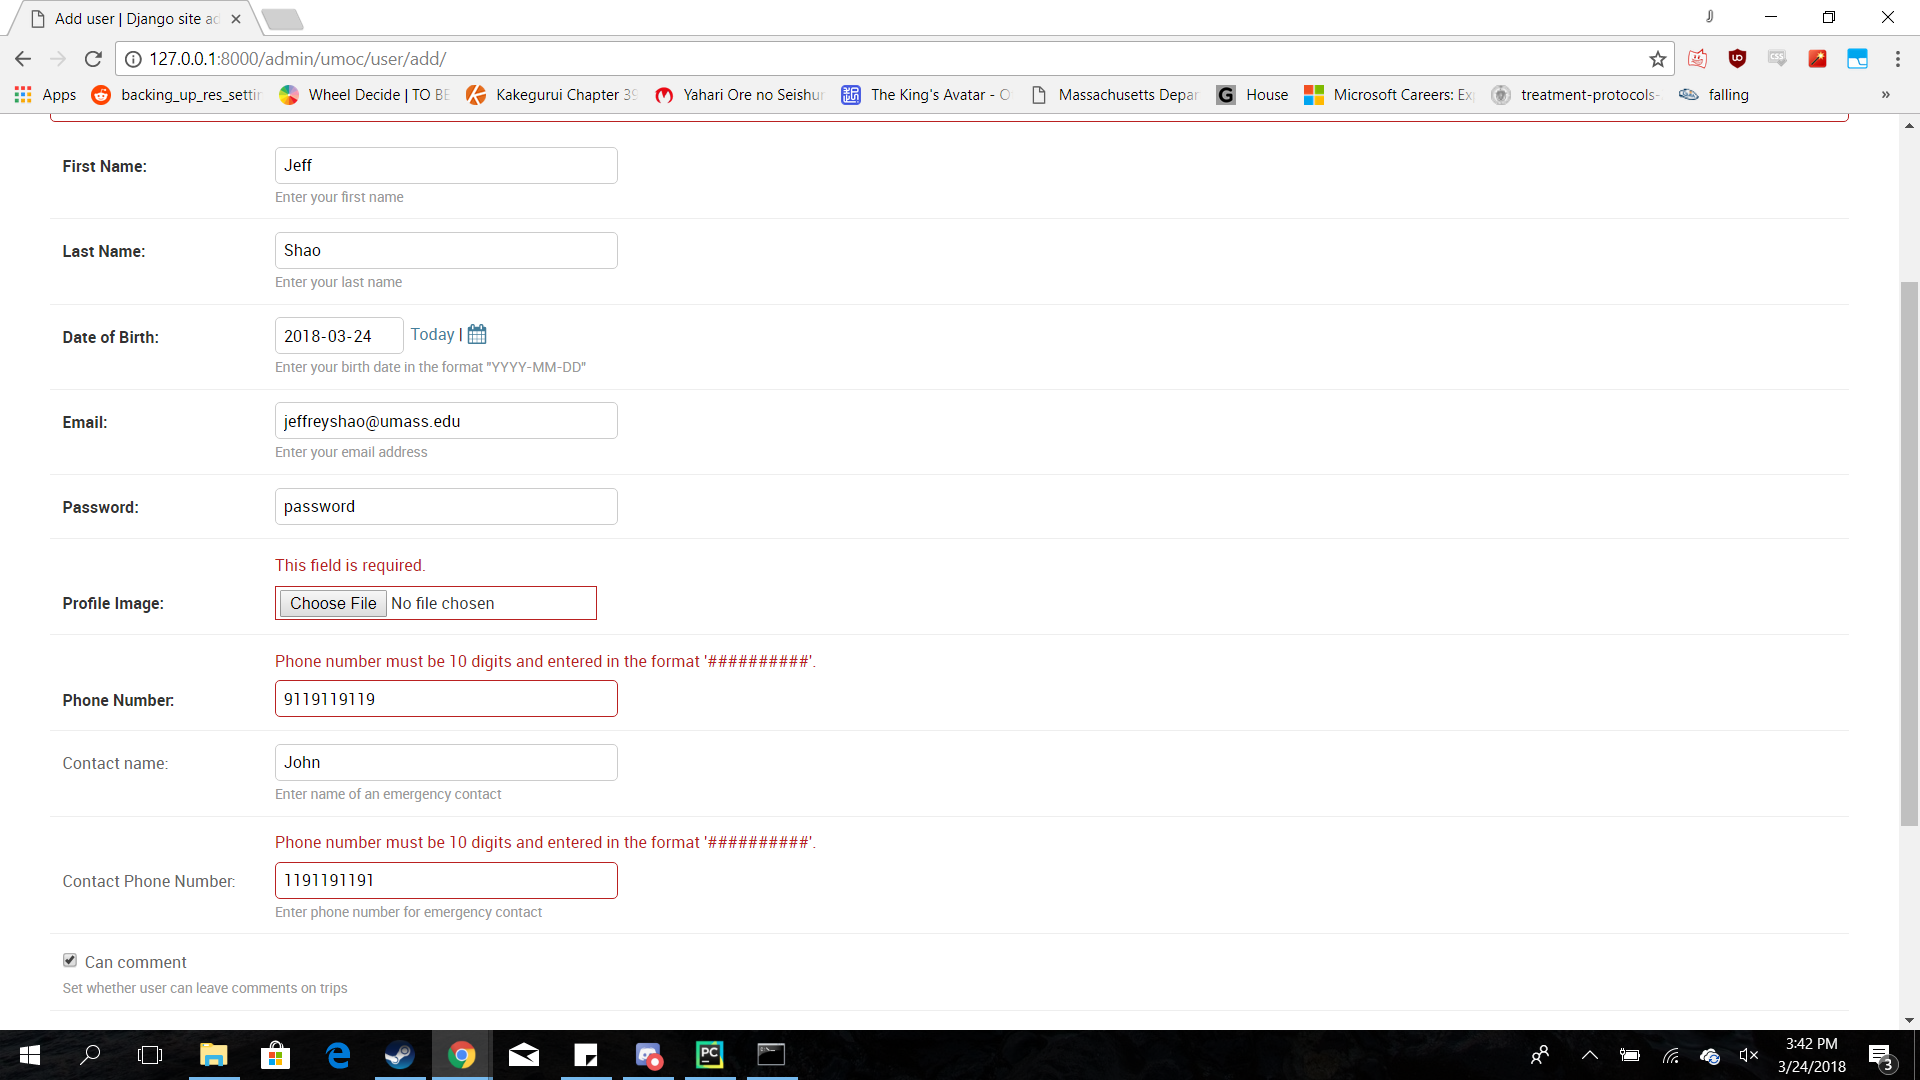 Add user | Django site ad
127.0.0.1:8000/admin/umoc/user/add/
Apps backing_up_res_settin Wheel Decide | TO BE Kakegurui Chapter 39 Yahari Ore no Seishun The King's Avatar - O Massachusetts Depar House Microsoft Careers: Exp treatment-protocols- falling »
First Name: Jeff
Enter your first name
Last Name: Shao
Enter your last name
Date of Birth: 2018-03-24 Today |
Enter your birth date in the format "YYYY-MM-DD"
Email: jeffreyshao@umass.edu
Enter your email address
Password: password
This field is required.
Profile Image: Choose File No file chosen
Phone number must be 10 digits and entered in the format '##########'.
Phone Number: 9119119119
Contact name: John
Enter name of an emergency contact
Phone number must be 10 digits and entered in the format '##########'.
Contact Phone Number: 1191191191
Enter phone number for emergency contact
Can comment
Set whether user can leave comments on trips
3:42 PM
3/24/2018
3